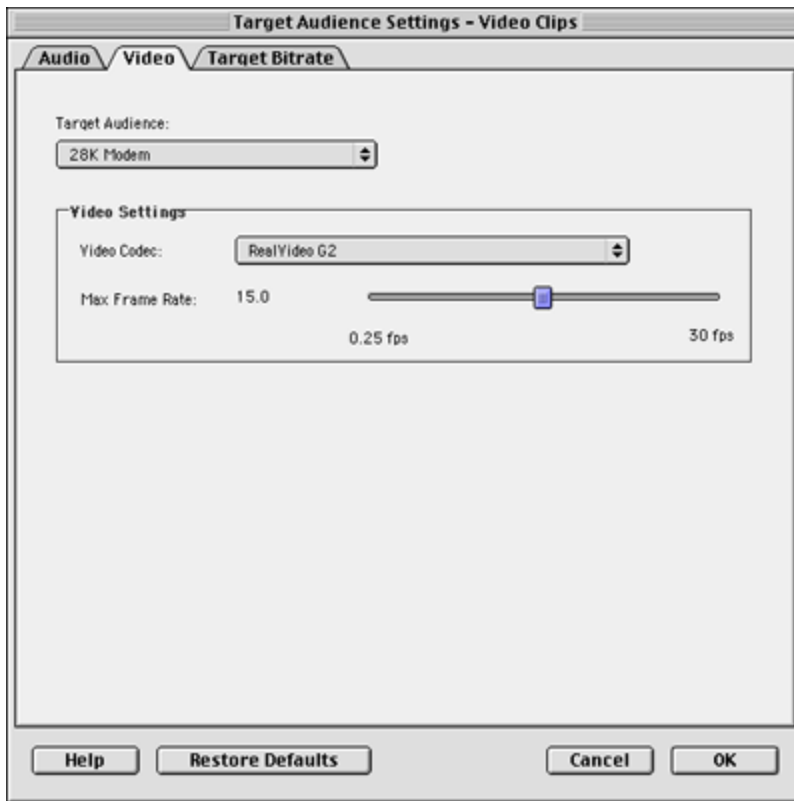 Target Audience Settings - Video Clips
Audio Video Target Bitrate
Target Audience:
28K Modem
Video Settings
Video Codec: RealVideo G2
Max Frame Rate: 15.0
0.25 fps 30 fps
Help Restore Defaults Cancel OK